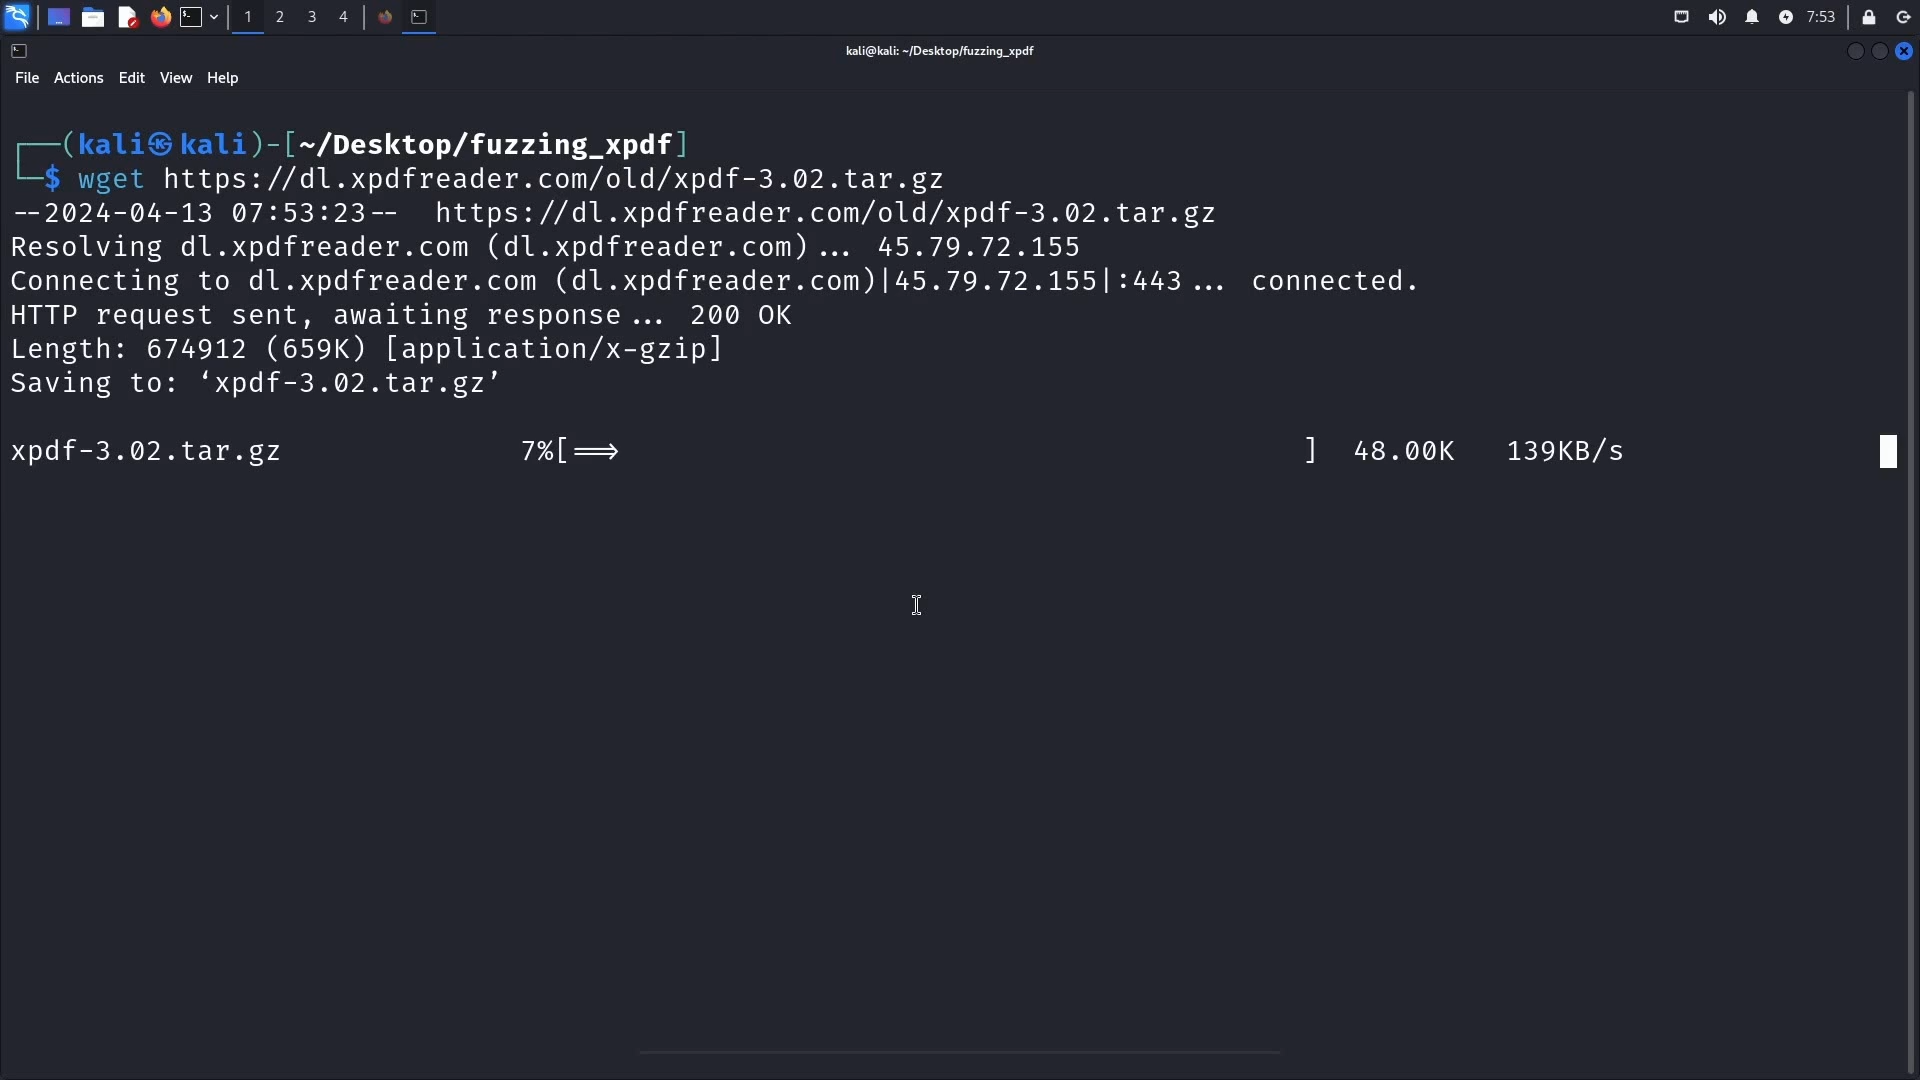 1 2 3 4 7:53
kali@kali: ~/Desktop/fuzzing_xpdf
File Actions Edit View Help
┌──(kali㉿kali)-[~/Desktop/fuzzing_xpdf]
└─$ wget https://dl.xpdfreader.com/old/xpdf-3.02.tar.gz
--2024-04-13 07:53:23--  https://dl.xpdfreader.com/old/xpdf-3.02.tar.gz
Resolving dl.xpdfreader.com (dl.xpdfreader.com)... 45.79.72.155
Connecting to dl.xpdfreader.com (dl.xpdfreader.com)|45.79.72.155|:443... connected.
HTTP request sent, awaiting response... 200 OK
Length: 674912 (659K) [application/x-gzip]
Saving to: ‘xpdf-3.02.tar.gz’
xpdf-3.02.tar.gz 7%[==> ] 48.00K 139KB/s